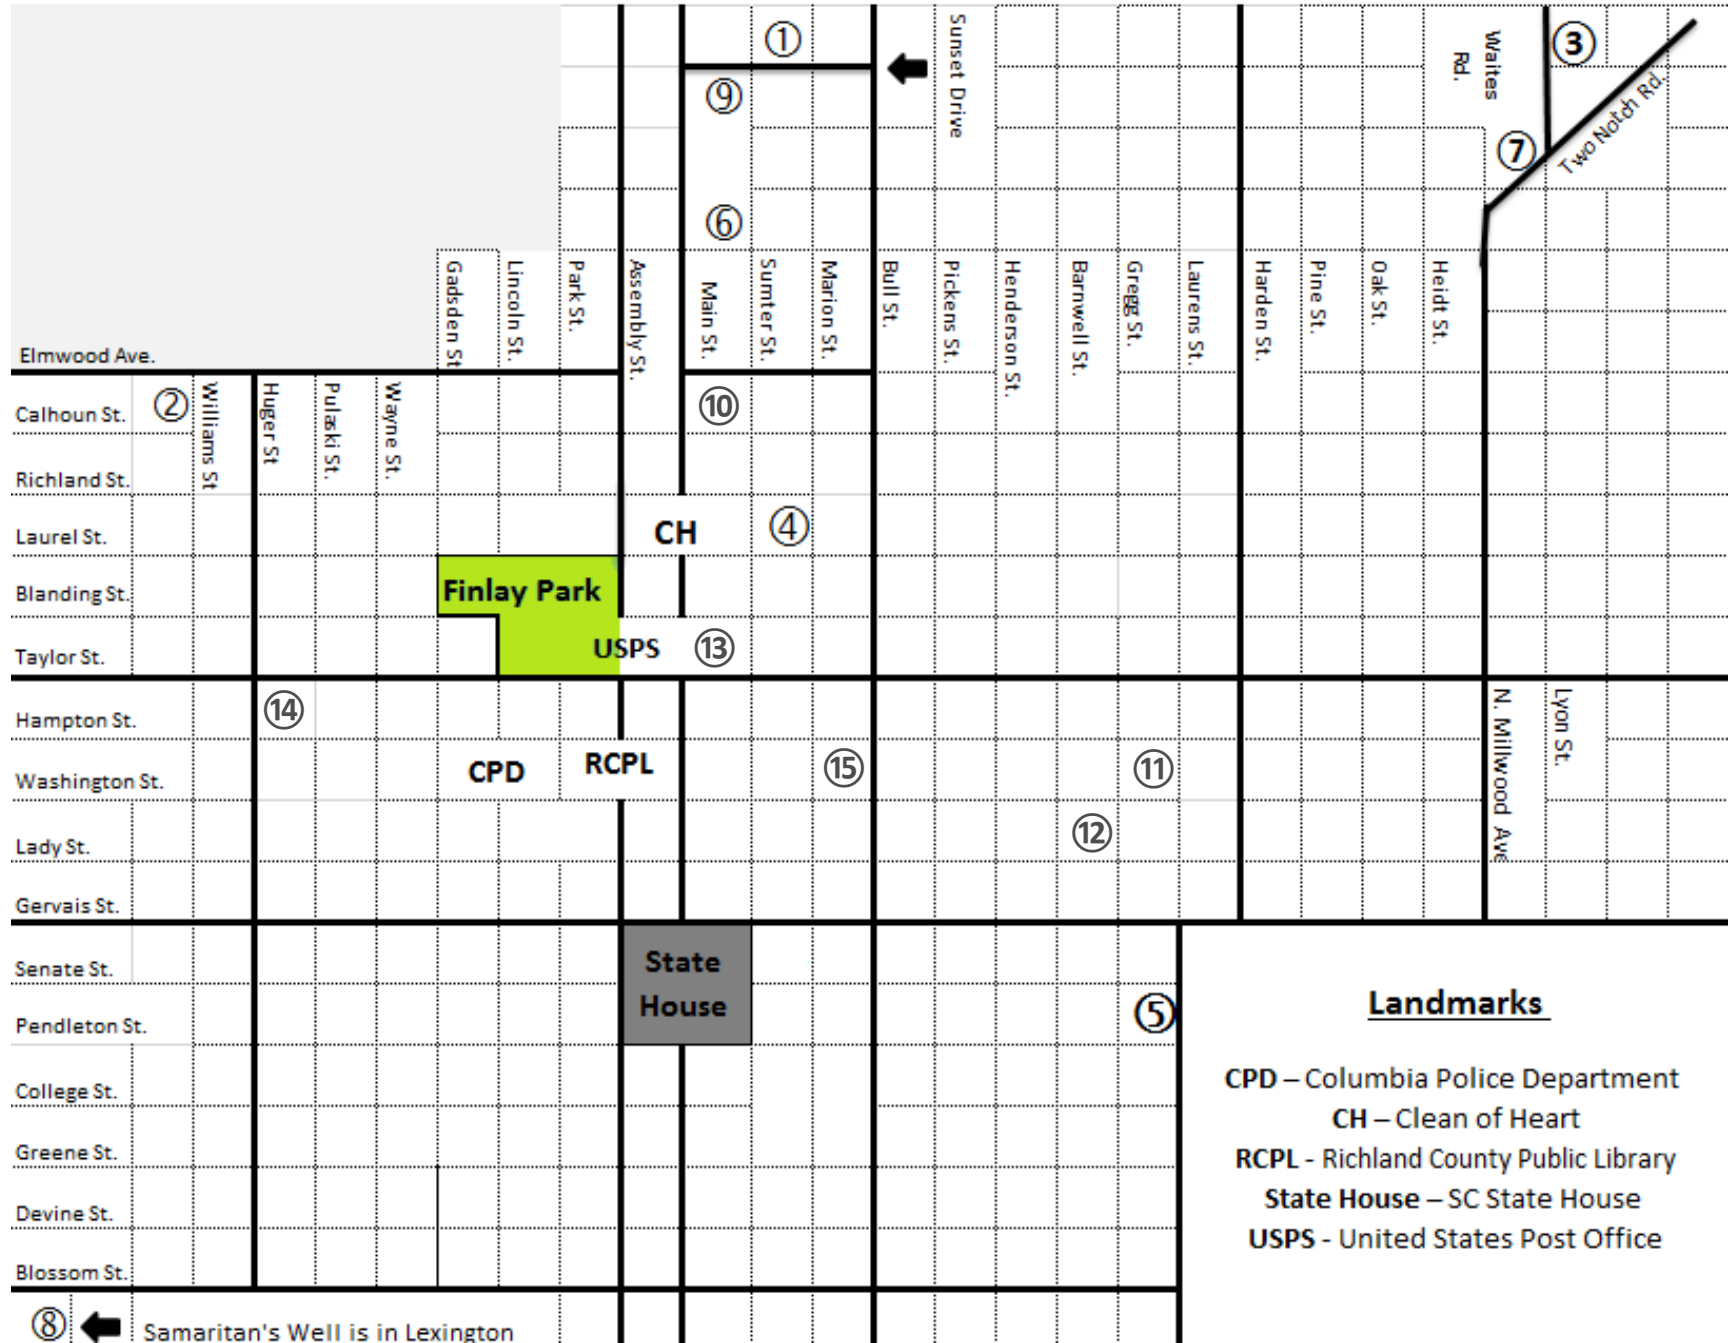 ①
③
Sunset Drive
Waites
Rd.
⑨
⑦
Two Notch Rd.
⑥
Gadsden St
Lincoln St.
Park St.
Assembly St.
Main St.
Sumter St.
Marion St.
Bull St.
Pickens St.
Henderson St.
Barnwell St.
Gregg St.
Laurens St.
Harden St.
Pine St.
Oak St.
Heidt St.
Elmwood Ave.
Calhoun St.
②
Williams St
Huger St
Pulaski St.
Wayne St.
⑩
Richland St.
Laurel St.
CH
④
Blanding St.
Finlay Park
Taylor St.
USPS
⑬
Hampton St.
⑭
N. Millwood Ave
Lyon St.
Washington St.
CPD
RCPL
⑮
⑪
Lady St.
⑫
Gervais St.
Senate St.
State
House
Pendleton St.
⑤
College St.
Greene St.
Devine St.
Blossom St.
⑧
Samaritan's Well is in Lexington
Landmarks
CPD – Columbia Police Department
CH – Clean of Heart
RCPL - Richland County Public Library
State House – SC State House
USPS - United States Post Office